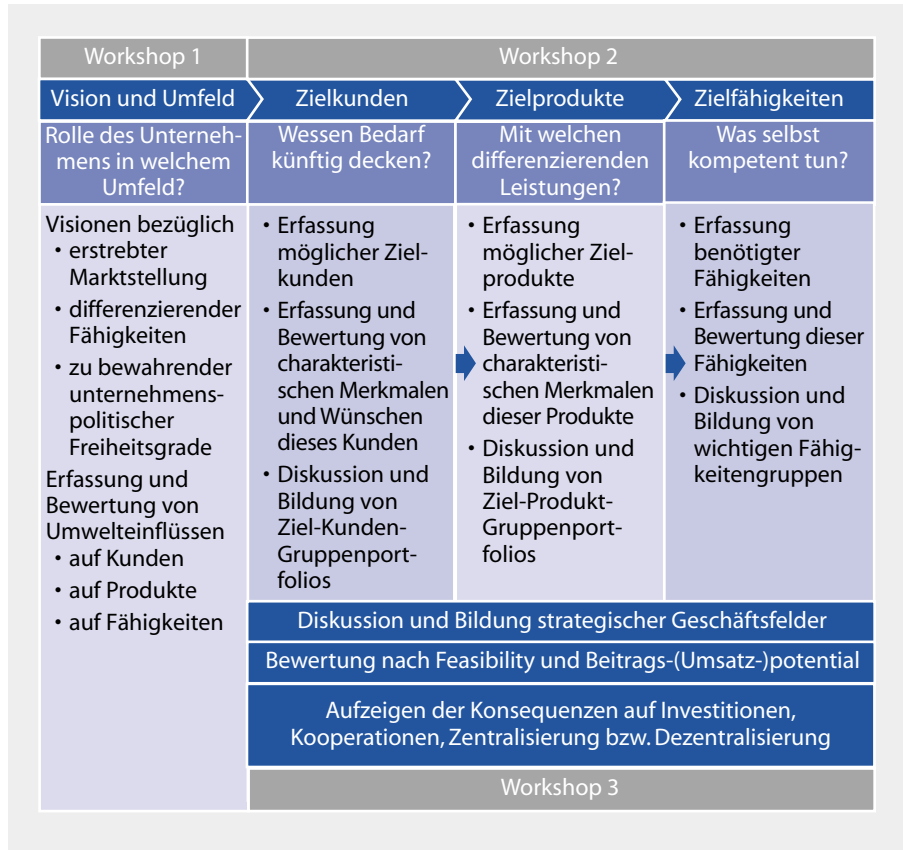 Workshop 1
Workshop 2
Vision und Umfeld
Zielkunden
Zielprodukte
Zielfähigkeiten
Rolle des Unterneh-
mens in welchem
Umfeld?
Wessen Bedarf
künftig decken?
Mit welchen
differenzierenden
Leistungen?
Was selbst
kompetent tun?
Visionen bezüglich
• erstrebter
Marktstellung
• differenzierender
Fähigkeiten
• zu bewahrender
unternehmens-
politischer
Freiheitsgrade
Erfassung und
Bewertung von
Umwelteinflüssen
• auf Kunden
• auf Produkte
• auf Fähigkeiten
• Erfassung
möglicher Ziel-
kunden
• Erfassung und
Bewertung von
charakteristi-
schen Merkmalen
und Wünschen
dieses Kunden
• Diskussion und
Bildung von
Ziel-Kunden-
Gruppenport-
folios
• Erfassung
möglicher Ziel-
produkte
• Erfassung und
Bewertung von
charakteristi-
schen Merkmalen
dieser Produkte
• Diskussion und
Bildung von
Ziel-Produkt-
Gruppenport-
folios
• Erfassung
benötigter
Fähigkeiten
• Erfassung und
Bewertung dieser
Fähigkeiten
• Diskussion und
Bildung von
wichtigen Fähig-
keitengruppen
Diskussion und Bildung strategischer Geschäftsfelder
Bewertung nach Feasibility und Beitrags-(Umsatz-)potential
Aufzeigen der Konsequenzen auf Investitionen,
Kooperationen, Zentralisierung bzw. Dezentralisierung
Workshop 3